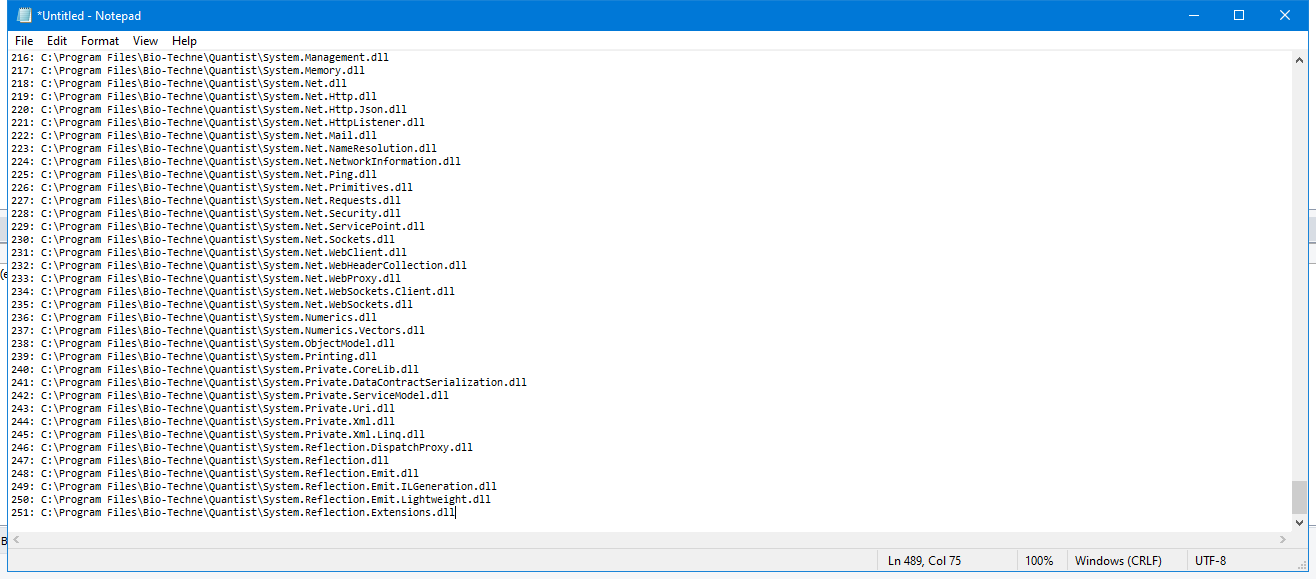 *Untitled - Notepad
File Edit Format View Help
216: C:\Program Files\Bio-Techne\Quantist\System.Management.dll
217: C:\Program Files\Bio-Techne\Quantist\System.Memory.dll
218: C:\Program Files\Bio-Techne\Quantist\System.Net.dll
219: C:\Program Files\Bio-Techne\Quantist\System.Net.Http.dll
220: C:\Program Files\Bio-Techne\Quantist\System.Net.Http.Json.dll
221: C:\Program Files\Bio-Techne\Quantist\System.Net.HttpListener.dll
222: C:\Program Files\Bio-Techne\Quantist\System.Net.Mail.dll
223: C:\Program Files\Bio-Techne\Quantist\System.Net.NameResolution.dll
224: C:\Program Files\Bio-Techne\Quantist\System.Net.NetworkInformation.dll
225: C:\Program Files\Bio-Techne\Quantist\System.Net.Ping.dll
226: C:\Program Files\Bio-Techne\Quantist\System.Net.Primitives.dll
227: C:\Program Files\Bio-Techne\Quantist\System.Net.Requests.dll
228: C:\Program Files\Bio-Techne\Quantist\System.Net.Security.dll
229: C:\Program Files\Bio-Techne\Quantist\System.Net.ServicePoint.dll
230: C:\Program Files\Bio-Techne\Quantist\System.Net.Sockets.dll
231: C:\Program Files\Bio-Techne\Quantist\System.Net.WebClient.dll
232: C:\Program Files\Bio-Techne\Quantist\System.Net.WebHeaderCollection.dll
233: C:\Program Files\Bio-Techne\Quantist\System.Net.WebProxy.dll
234: C:\Program Files\Bio-Techne\Quantist\System.Net.WebSockets.Client.dll
235: C:\Program Files\Bio-Techne\Quantist\System.Net.WebSockets.dll
236: C:\Program Files\Bio-Techne\Quantist\System.Numerics.dll
237: C:\Program Files\Bio-Techne\Quantist\System.Numerics.Vectors.dll
238: C:\Program Files\Bio-Techne\Quantist\System.ObjectModel.dll
239: C:\Program Files\Bio-Techne\Quantist\System.Printing.dll
240: C:\Program Files\Bio-Techne\Quantist\System.Private.CoreLib.dll
241: C:\Program Files\Bio-Techne\Quantist\System.Private.DataContractSerialization.dll
242: C:\Program Files\Bio-Techne\Quantist\System.Private.ServiceModel.dll
243: C:\Program Files\Bio-Techne\Quantist\System.Private.Uri.dll
244: C:\Program Files\Bio-Techne\Quantist\System.Private.Xml.dll
245: C:\Program Files\Bio-Techne\Quantist\System.Private.Xml.Linq.dll
246: C:\Program Files\Bio-Techne\Quantist\System.Reflection.DispatchProxy.dll
247: C:\Program Files\Bio-Techne\Quantist\System.Reflection.dll
248: C:\Program Files\Bio-Techne\Quantist\System.Reflection.Emit.dll
249: C:\Program Files\Bio-Techne\Quantist\System.Reflection.Emit.ILGeneration.dll
250: C:\Program Files\Bio-Techne\Quantist\System.Reflection.Emit.Lightweight.dll
251: C:\Program Files\Bio-Techne\Quantist\System.Reflection.Extensions.dll
Ln 489, Col 75 100% Windows (CRLF) UTF-8